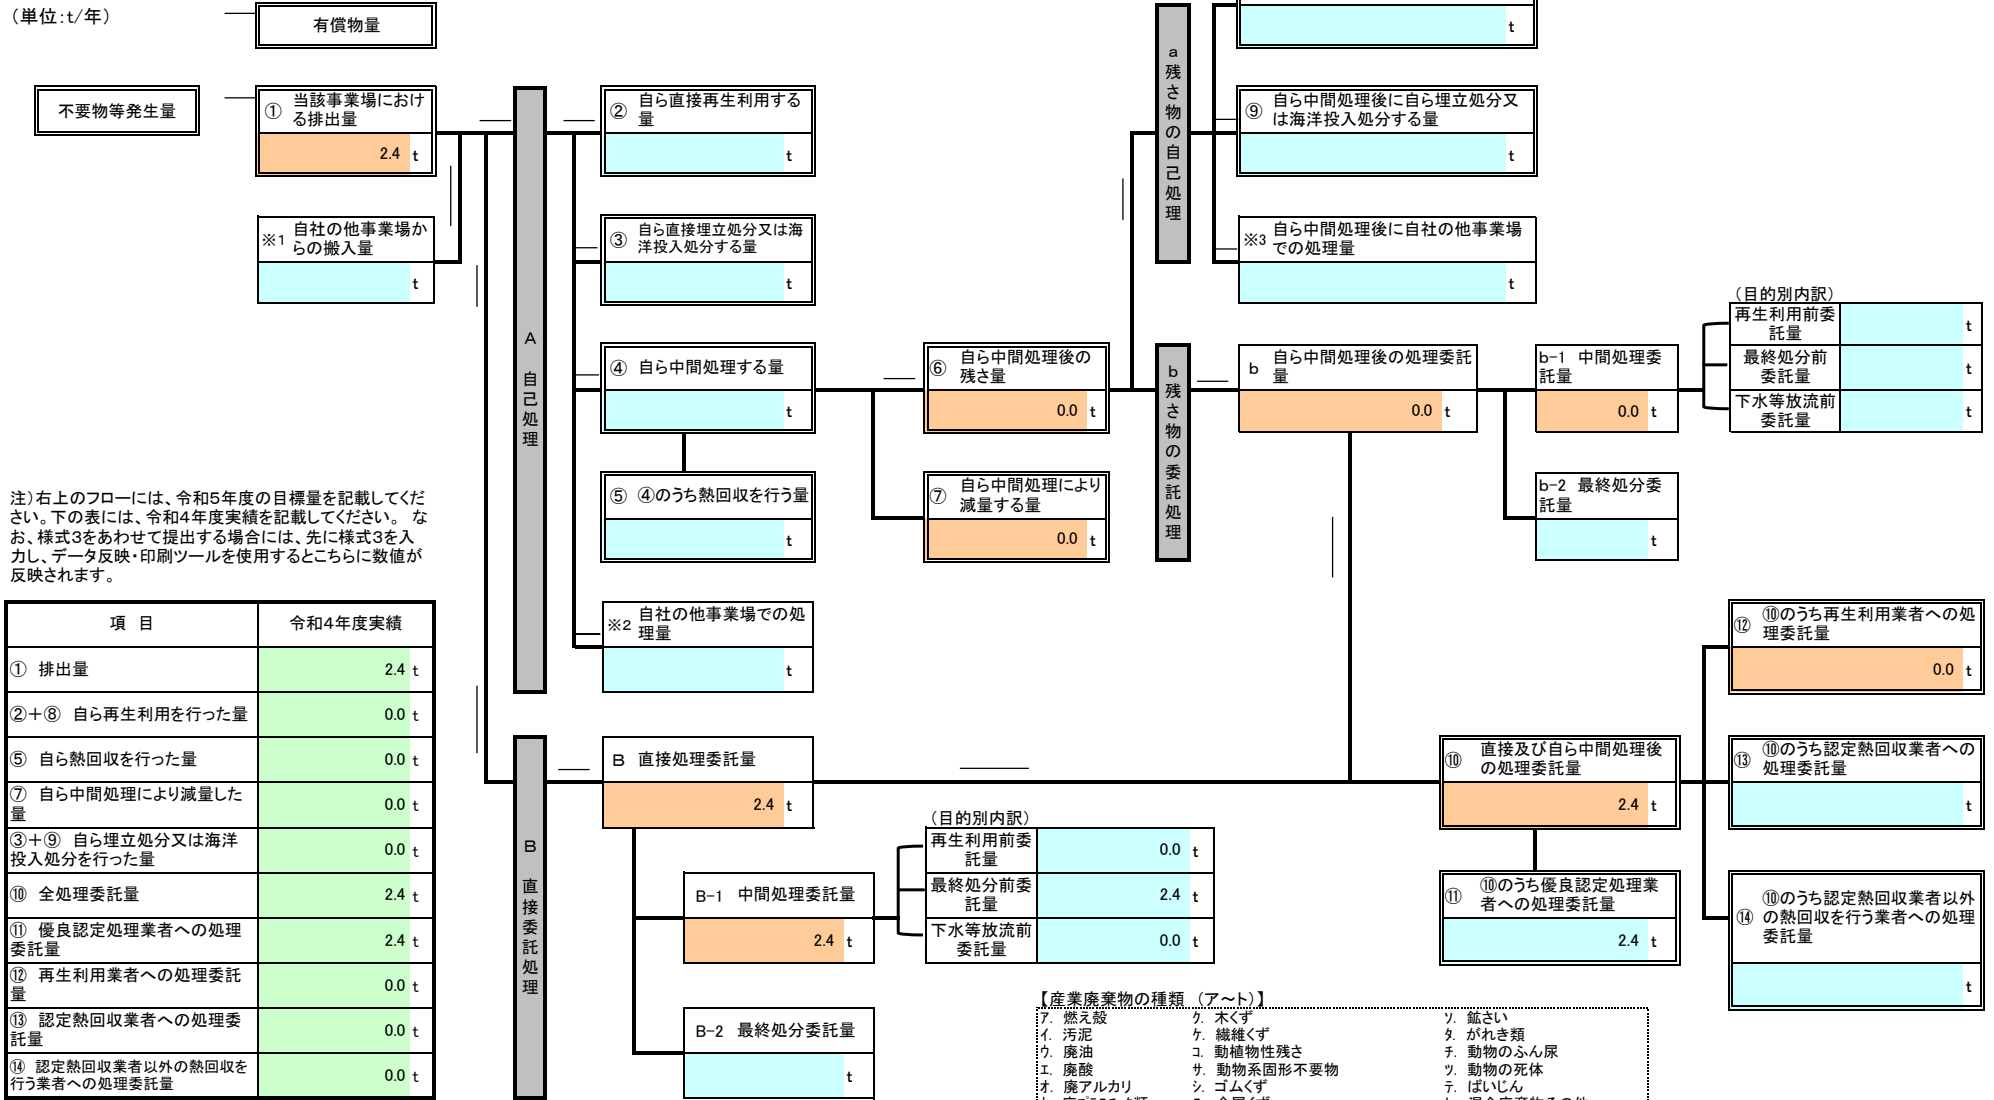 （単位：t/年）
有償物量
不要物等発生量
① 当該事業場におけ
る排出量
2.4 t
※1 自社の他事業場か
らの搬入量
t
A 自己処理
② 自ら直接再生利用する
量
t
③ 自ら直接埋立処分又は海
洋投入処分する量
t
④ 自ら中間処理する量
t
⑤ ④のうち熱回収を行う量
t
※2 自社の他事業場での処
理量
t
⑥ 自ら中間処理後の
残さ量
0.0 t
⑦ 自ら中間処理により
減量する量
0.0 t
a 残さ物の自己処理
t
⑨ 自ら中間処理後に自ら埋立処分又
は海洋投入処分する量
t
※3 自ら中間処理後に自社の他事業場
での処理量
t
b 残さ物の委託処理
b 自ら中間処理後の処理委託
量
0.0 t
b-1 中間処理委
託量
0.0 t
b-2 最終処分委
託量
t
（目的別内訳）
再生利用前委
託量
t
最終処分前
委託量
t
下水等放流前
委託量
t
注）右上のフローには、令和５年度の目標量を記載してくだ
さい。下の表には、令和４年度実績を記載してください。 な
お、様式３をあわせて提出する場合には、先に様式３を入
力し、データ反映・印刷ツールを使用するとこちらに数値が
反映されます。
項 目 令和４年度実績
① 排出量 2.4 t
②＋⑧ 自ら再生利用を行った量 0.0 t
⑤ 自ら熱回収を行った量 0.0 t
⑦ 自ら中間処理により減量した
量 0.0 t
③＋⑨ 自ら埋立処分又は海洋
投入処分を行った量 0.0 t
⑩ 全処理委託量 2.4 t
⑪ 優良認定処理業者への処理
委託量 2.4 t
⑫ 再生利用業者への処理委託
量 0.0 t
⑬ 認定熱回収業者への処理委
託量 0.0 t
⑭ 認定熱回収業者以外の熱回収を
行う業者への処理委託量 0.0 t
B 直接委託処理
B 直接処理委託量
2.4 t
B-1 中間処理委託量
2.4 t
B-2 最終処分委託量
t
（目的別内訳）
再生利用前委
託量
0.0 t
最終処分前委
託量
2.4 t
下水等放流前
委託量
0.0 t
⑩ 直接及び自ら中間処理後
の処理委託量
2.4 t
⑪ ⑩のうち優良認定処理業
者への処理委託量
2.4 t
⑫ ⑩のうち再生利用業者への処
理委託量
0.0 t
⑬ ⑩のうち認定熱回収業者への
処理委託量
t
⑭ ⑩のうち認定熱回収業者以外
の熱回収を行う業者への処理
委託量
t
【産業廃棄物の種類 （ア～ト）】
ｱ. 燃え殻 ｸ. 木くず ｿ. 鉱さい
ｲ. 汚泥 ｹ. 繊維くず ﾀ. がれき類
ｳ. 廃油 ｺ. 動植物性残さ ﾁ. 動物のふん尿
ｴ. 廃酸 ｻ. 動物系固形不要物 ﾂ. 動物の死体
ｵ. 廃アルカリ ｼ. ゴムくず ﾃ. ばいじん